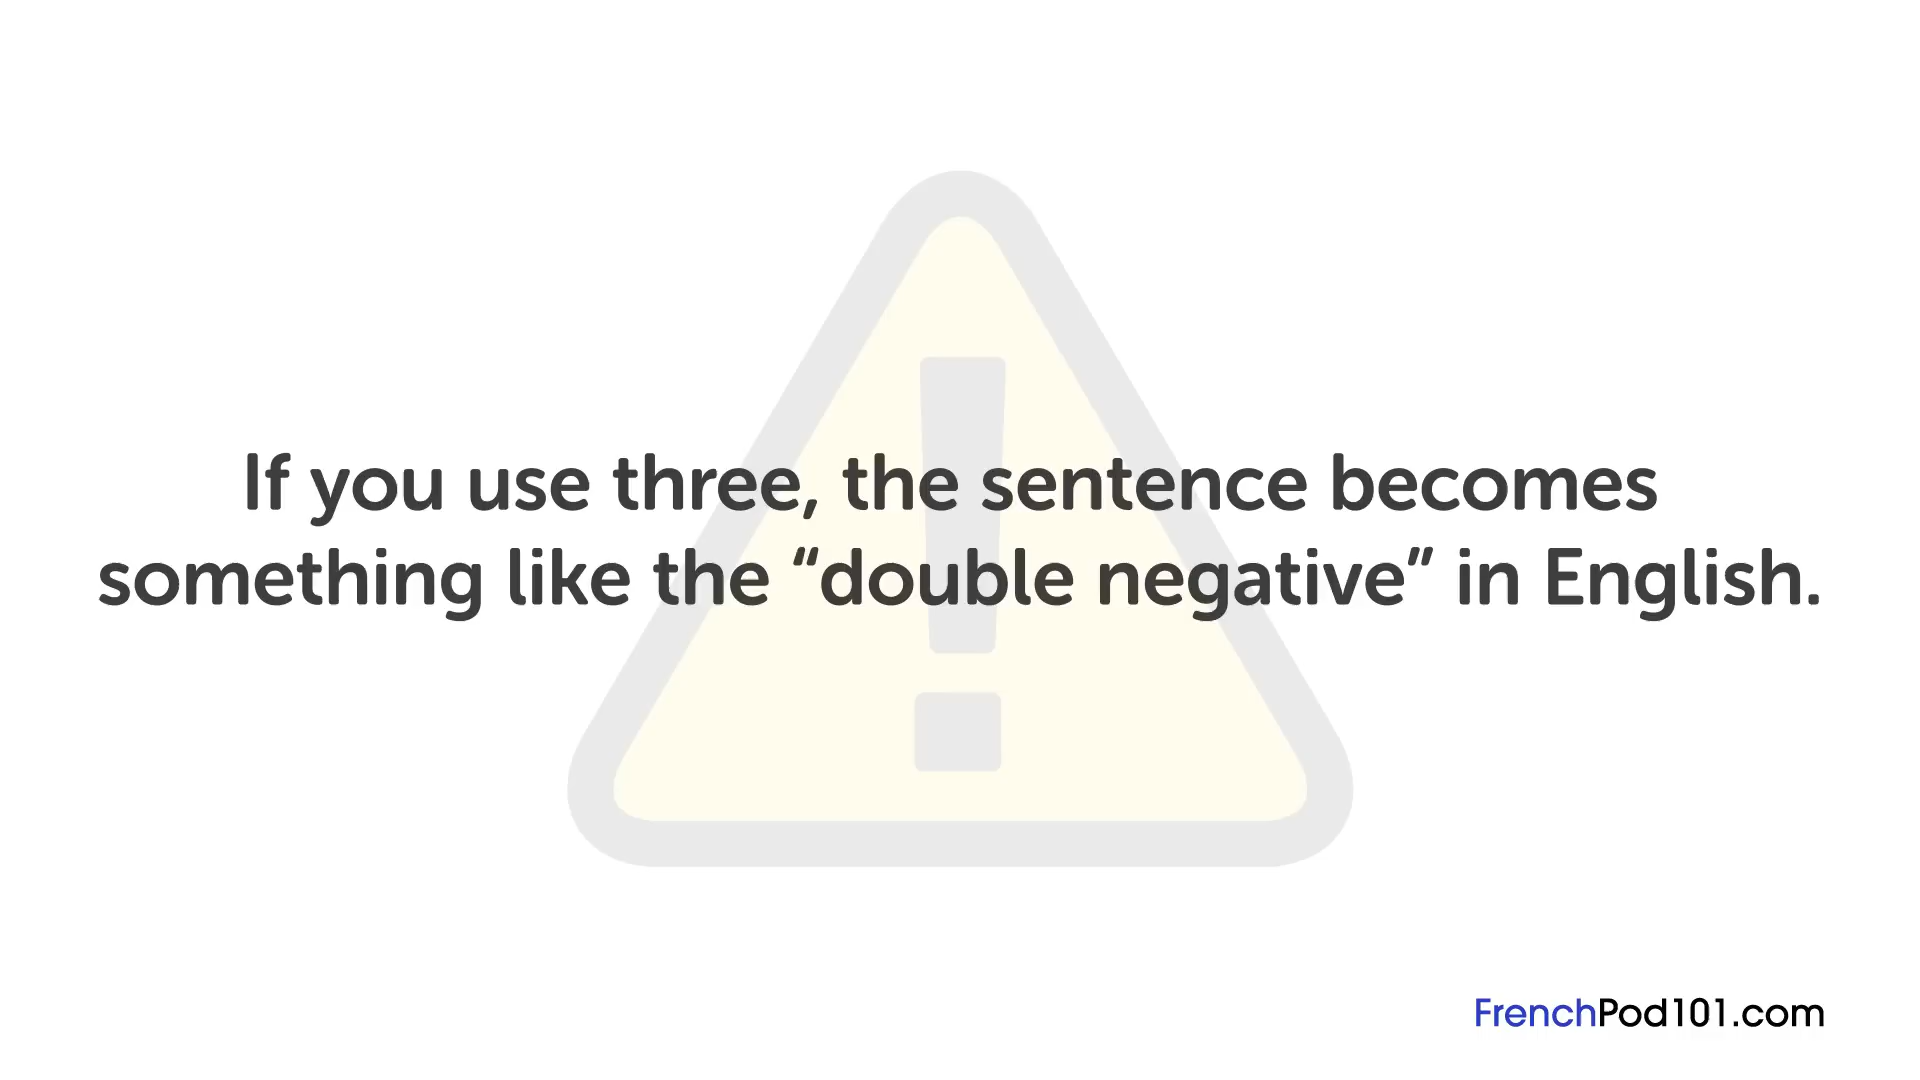 If you use three, the sentence becomes
something like the “double negative” in English.
FrenchPod101.com